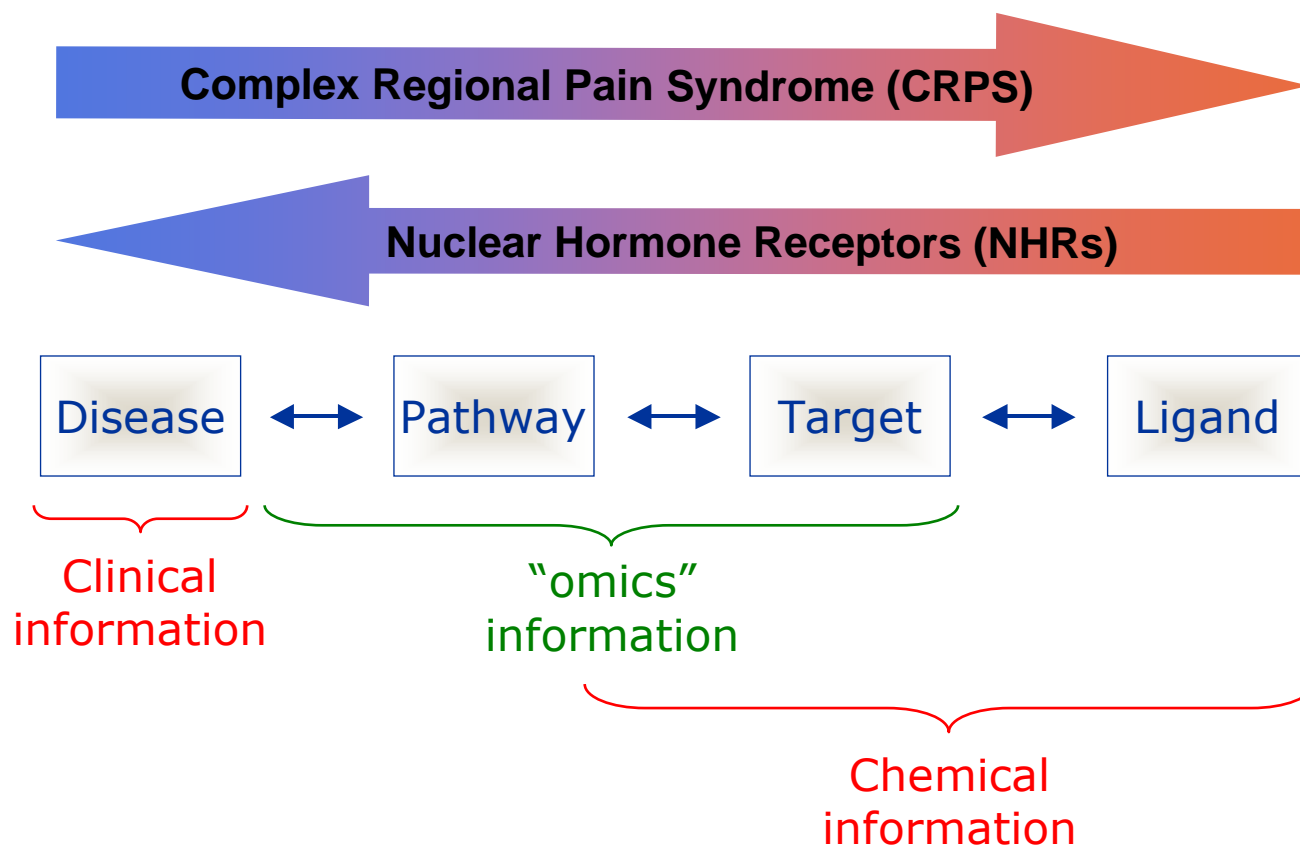 Complex Regional Pain Syndrome (CRPS)
Nuclear Hormone Receptors (NHRs)
Disease
Pathway
Target
Ligand
Clinical
information
“omics”
information
Chemical
information